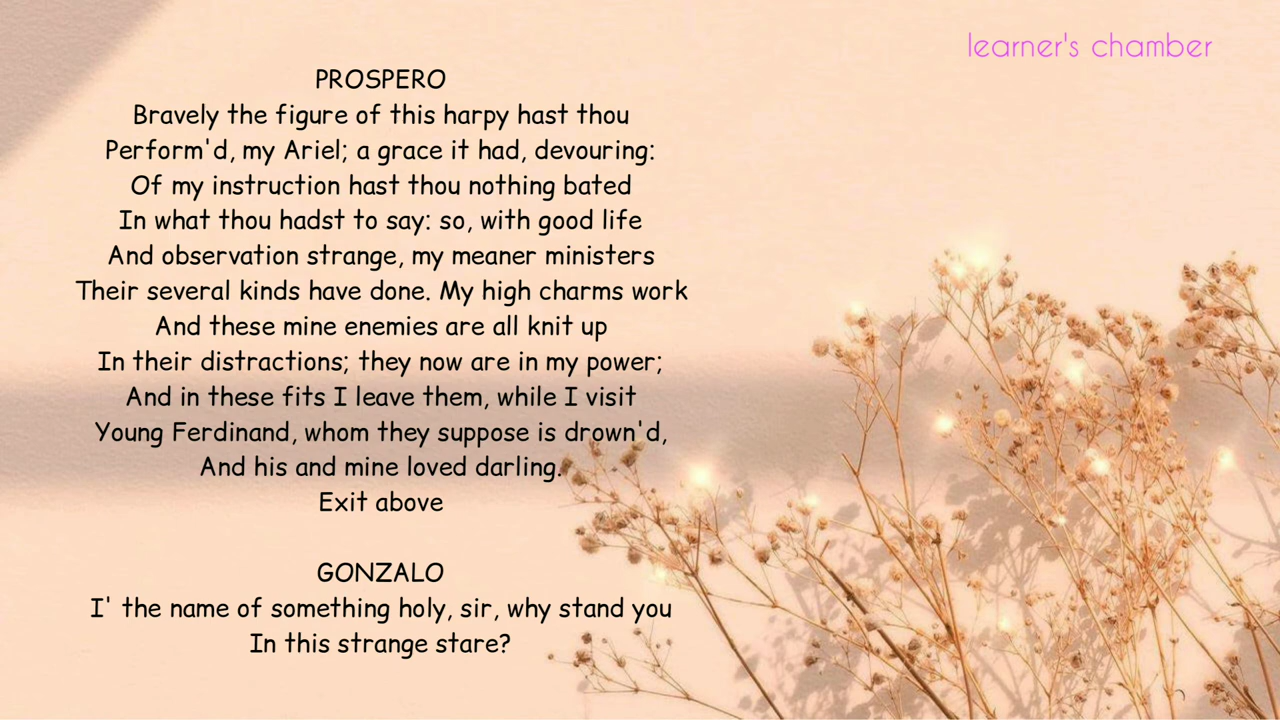 learner's chamber
PROSPERO
Bravely the figure of this harpy hast thou
Perform'd, my Ariel; a grace it had, devouring:
Of my instruction hast thou nothing bated
In what thou hadst to say: so, with good life
And observation strange, my meaner ministers
Their several kinds have done. My high charms work
And these mine enemies are all knit up
In their distractions; they now are in my power;
And in these fits I leave them, while I visit
Young Ferdinand, whom they suppose is drown'd,
And his and mine loved darling.
Exit above
GONZALO
I' the name of something holy, sir, why stand you
In this strange stare?